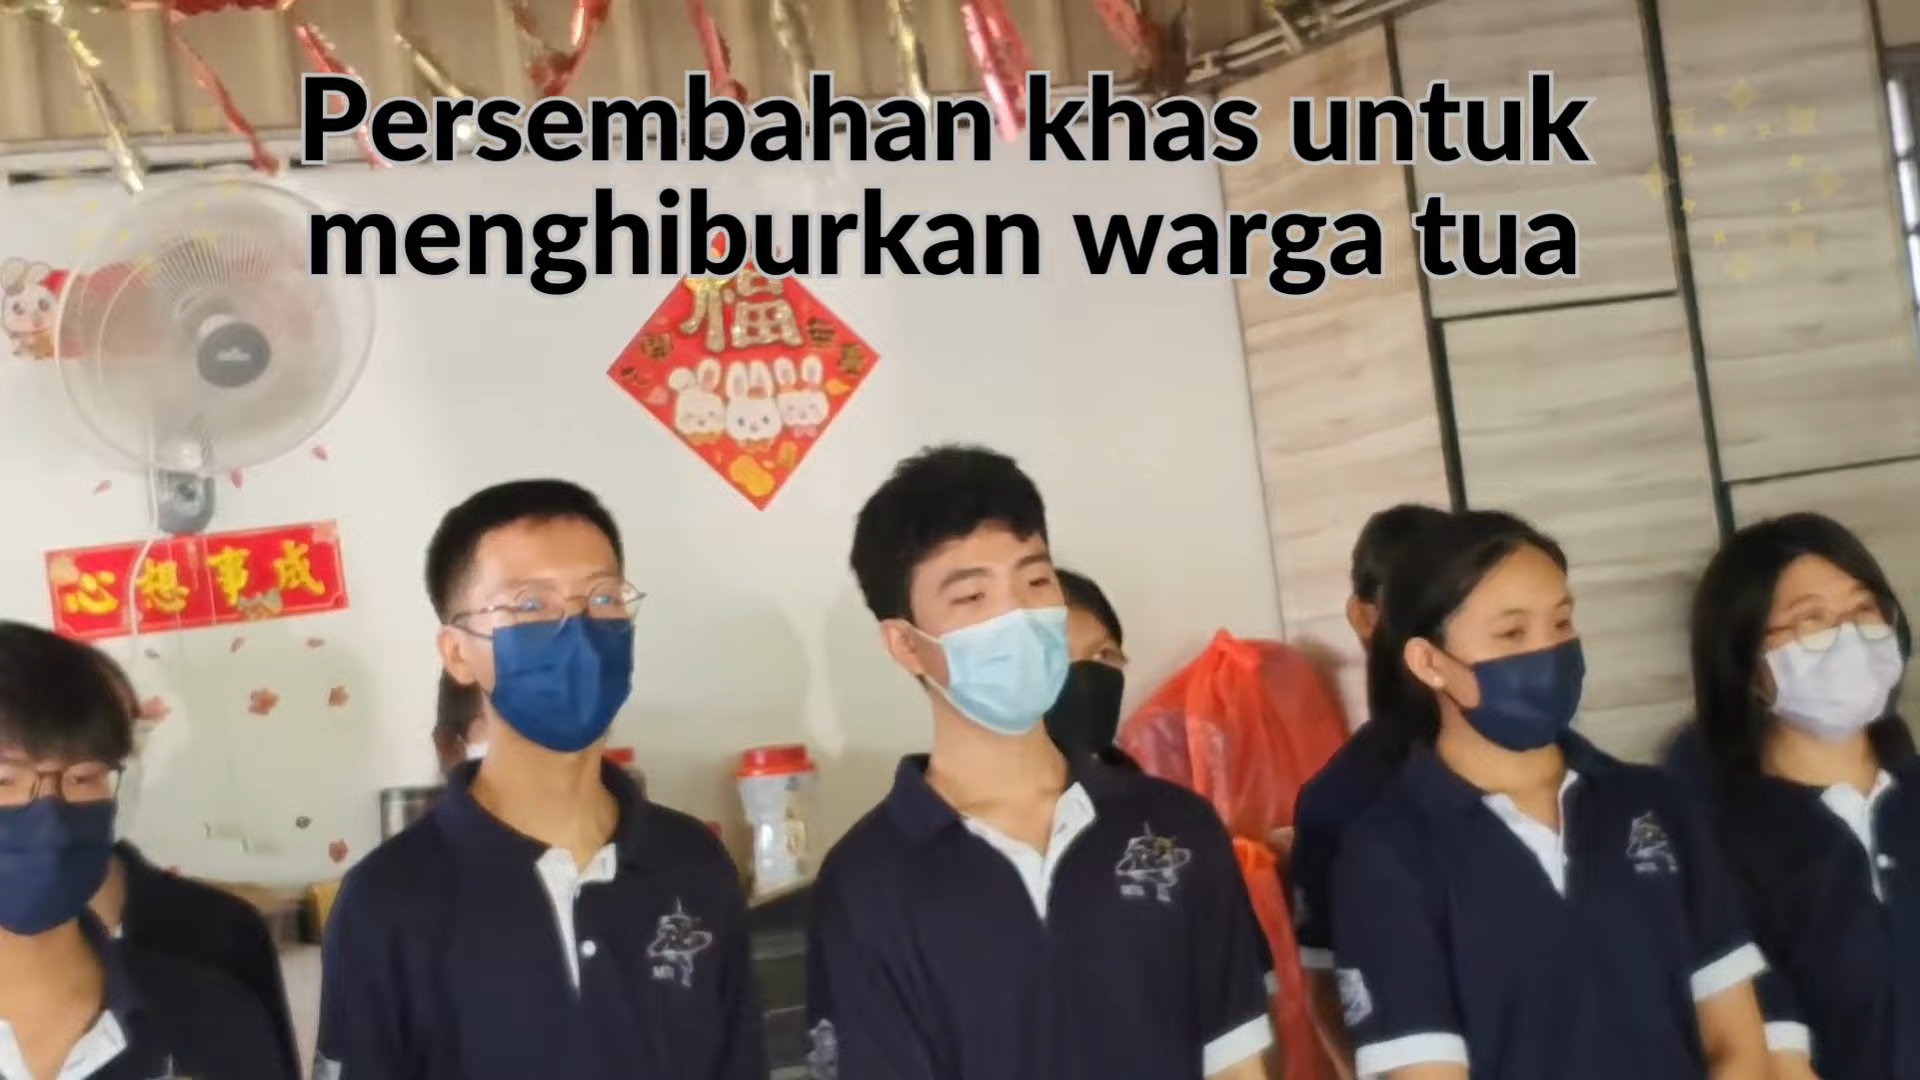 Persembahan khas untuk
menghiburkan warga tua
福
心想事成